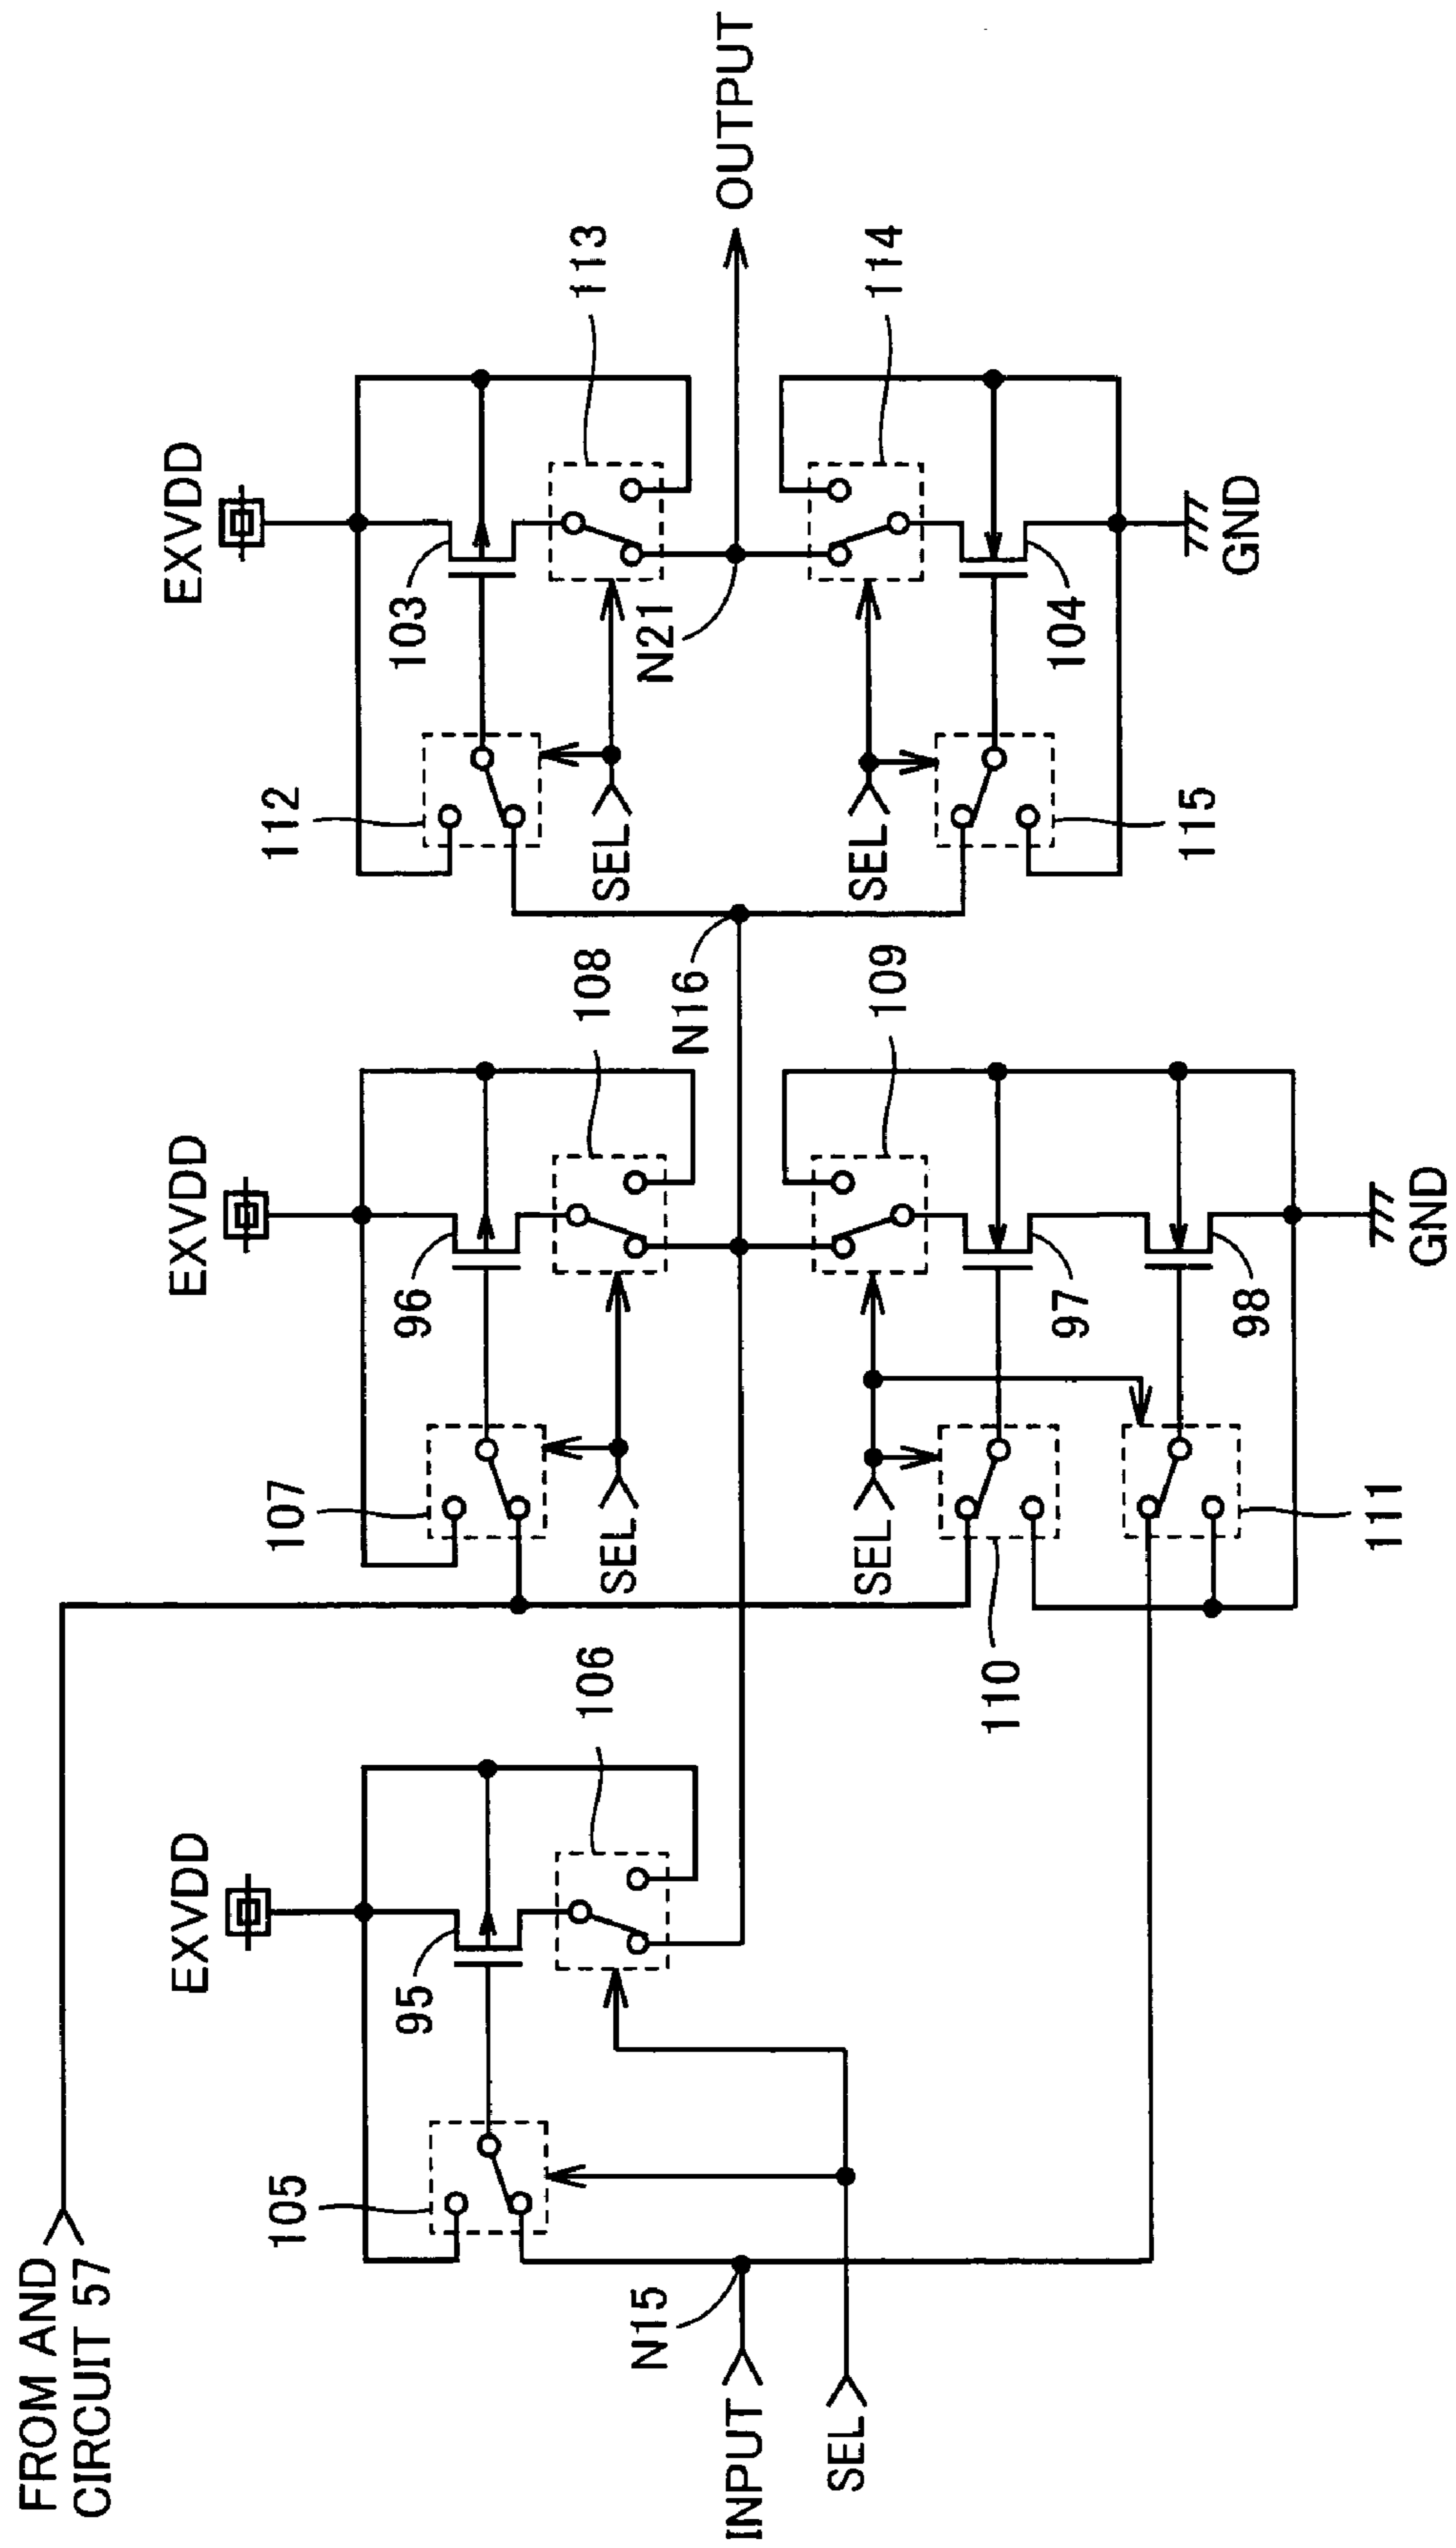 FROM AND
CIRCUIT 57
EXVDD
EXVDD
EXVDD
105
95
106
107
96
108
112
103
113
N15
INPUT
SEL
SEL
SEL
SEL
SEL
N16
N21
OUTPUT
110
97
109
111
98
GND
115
104
114
GND